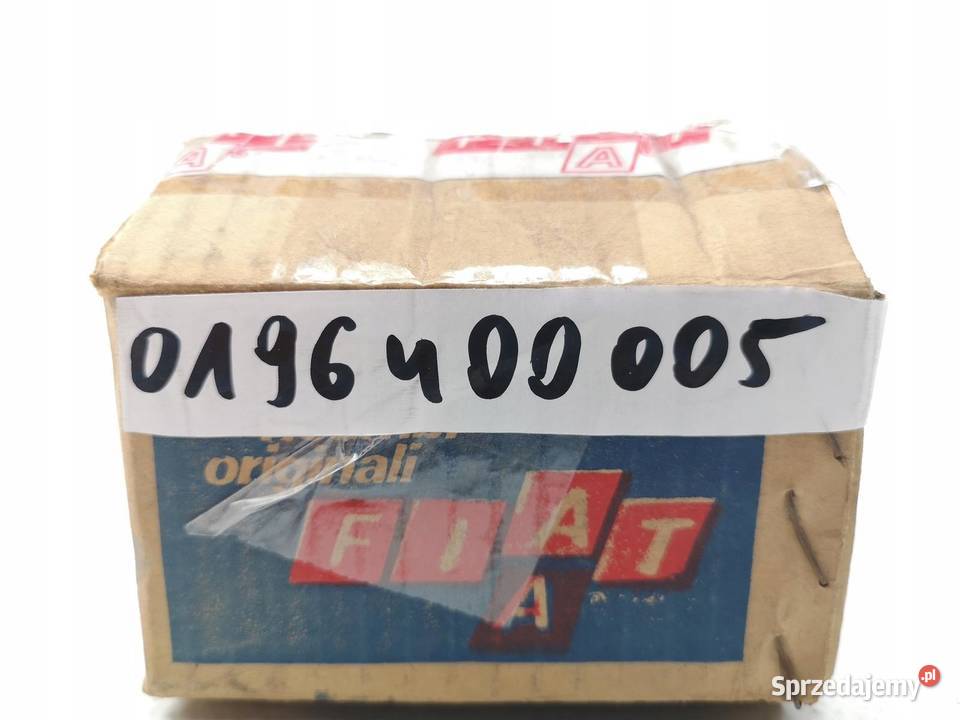 A
A
0196400005
originali
FIAT
A
Sprzedajemy.pl